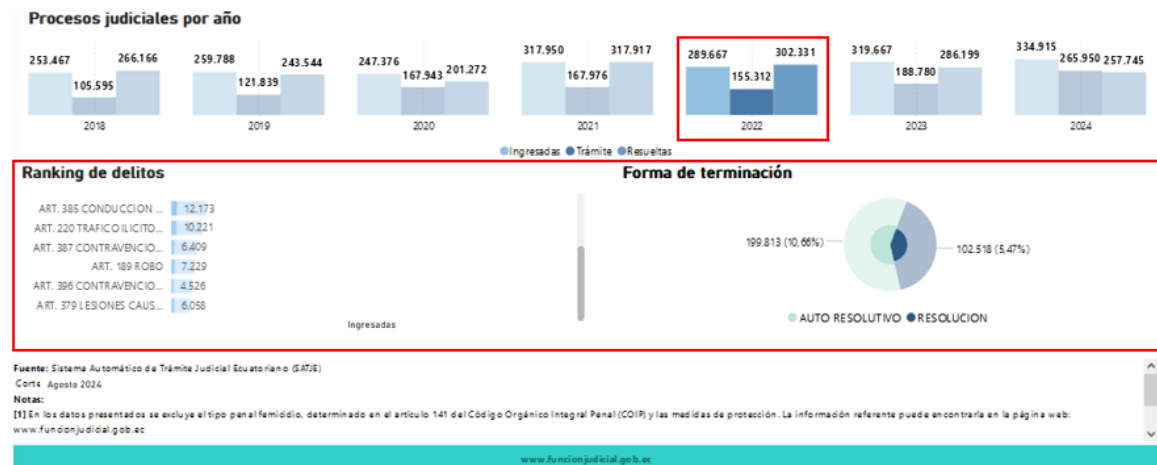 Procesos judiciales por año
253.467 105.595 266.166
259.788 121.839 243.544
247.376 167.943 201.272
317.950 167.976 317.917
289.667 155.312 302.331
319.667 188.780 286.199
334.915 265.950 257.745
2018 2019 2020 2021 2022 2023 2024
Ingresadas Trámite Resueltas
Ranking de delitos
ART. 385 CONDUCCION ... 12.173
ART. 220 TRAFICO ILICITO... 10.221
ART. 387 CONTRAVENCIO... 6.409
ART. 189 ROBO 7.229
ART. 396 CONTRAVENCIO... 4.526
ART. 379 LESIONES CAUS... 6.058
Ingresadas
Forma de terminación
199.813 (10,66%)
102.518 (5,47%)
AUTO RESOLUTIVO RESOLUCION
Fuente: Sistema Automático de Trámite Judicial Ecuatoriano (SATJE)
Corte Agosto 2024
Notas:
[1] En los datos presentados se excluye el tipo penal femicidio, determinado en el artículo 141 del Código Orgánico Integral Penal (COIP) y las medidas de protección. La información referente puede encontrarla en la página web:
www.funcionjudicial.gob.ec
www.funcionjudicial.gob.ec